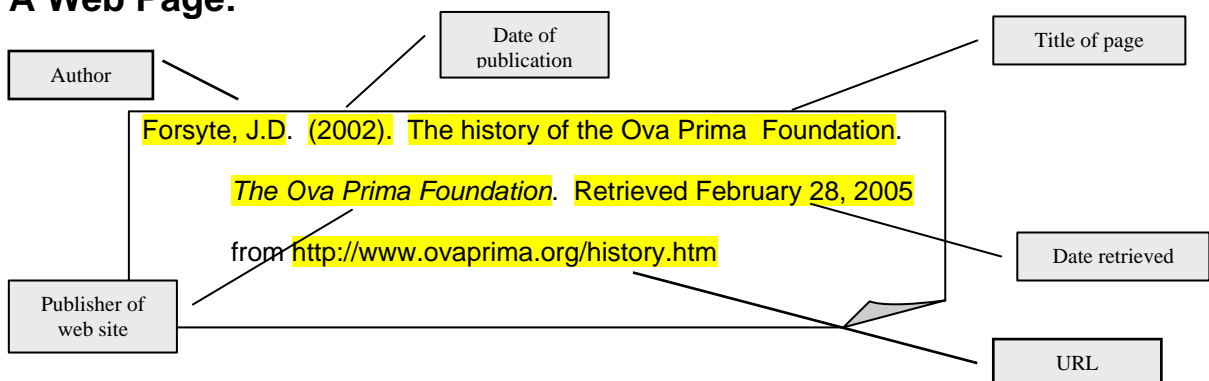 A Web Page:
Date of
publication
Title of page
Author
Forsyte, J.D. (2002). The history of the Ova Prima Foundation.
The Ova Prima Foundation. Retrieved February 28, 2005
from http://www.ovaprima.org/history.htm
Date retrieved
Publisher of
web site
URL